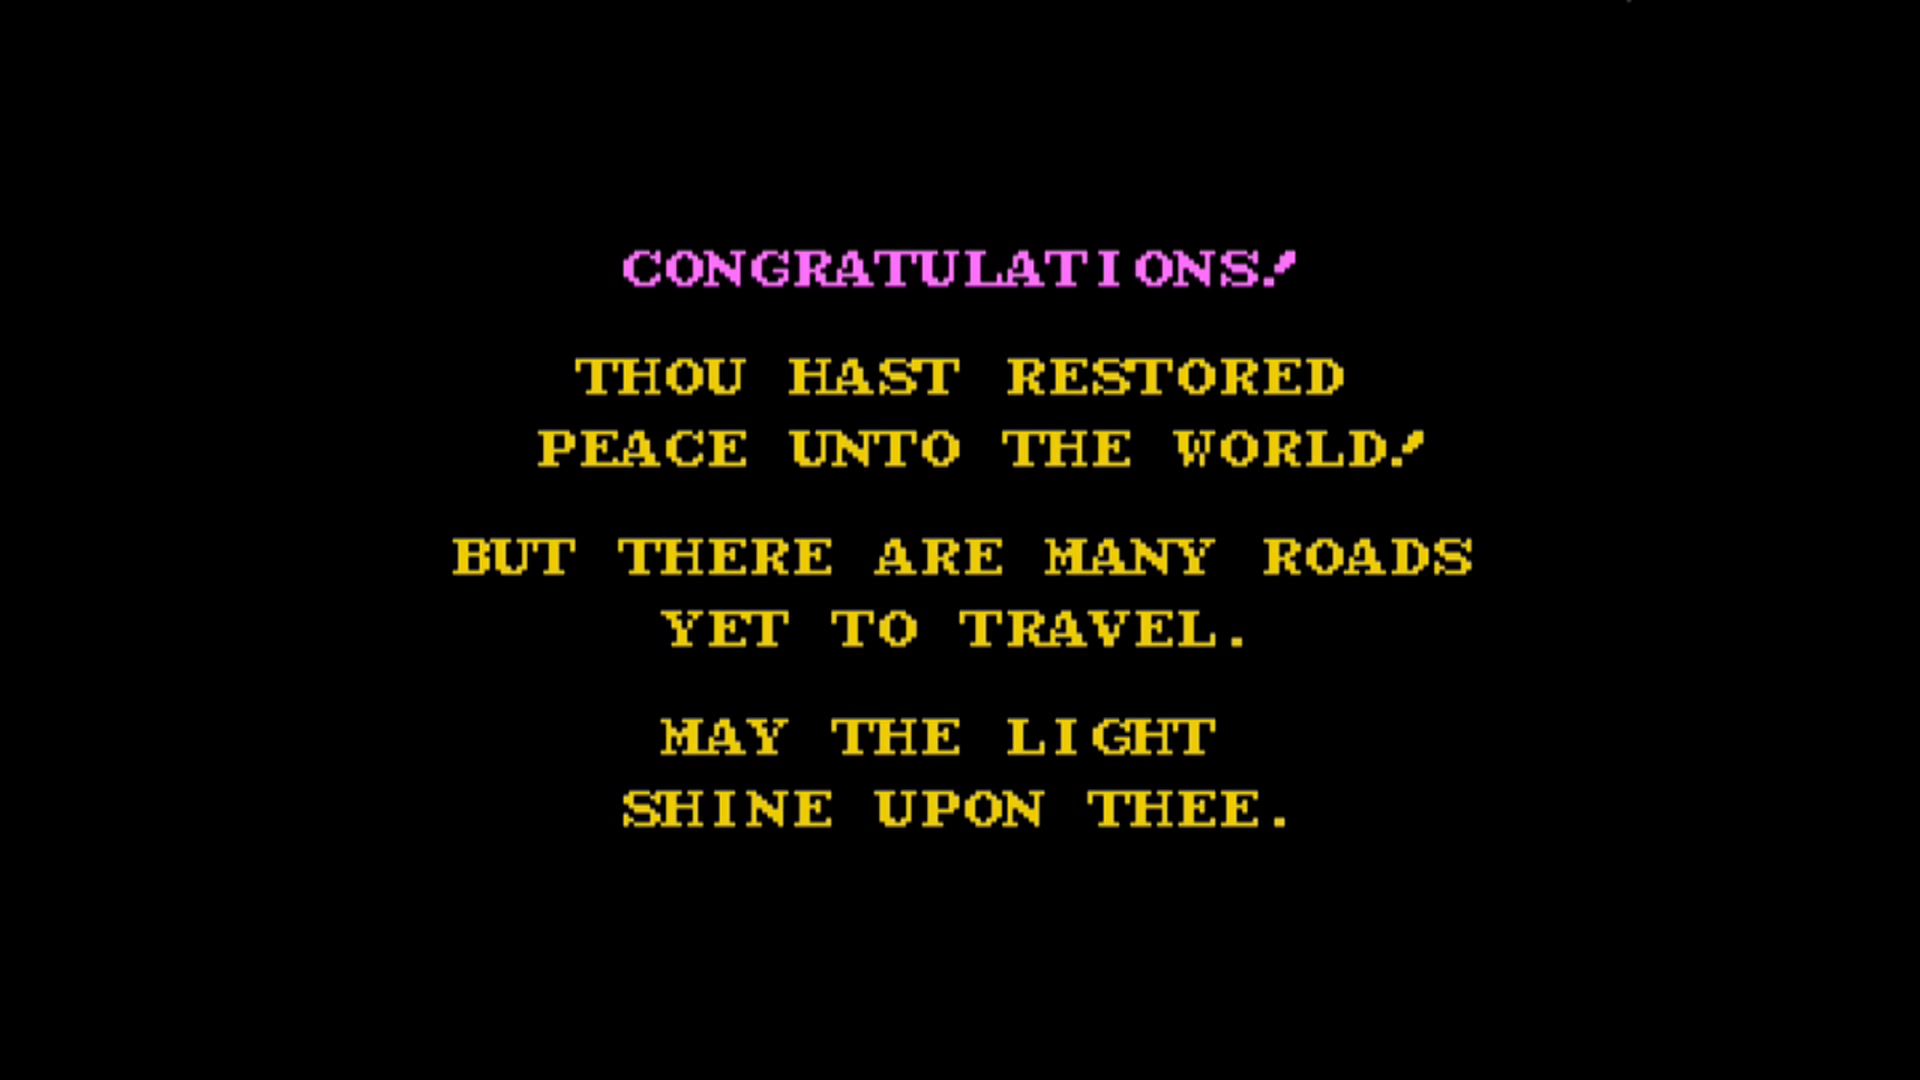 CONGRATULATIONS!
THOU HAST RESTORED
PEACE UNTO THE WORLD!
BUT THERE ARE MANY ROADS
YET TO TRAVEL.
MAY THE LIGHT
SHINE UPON THEE.